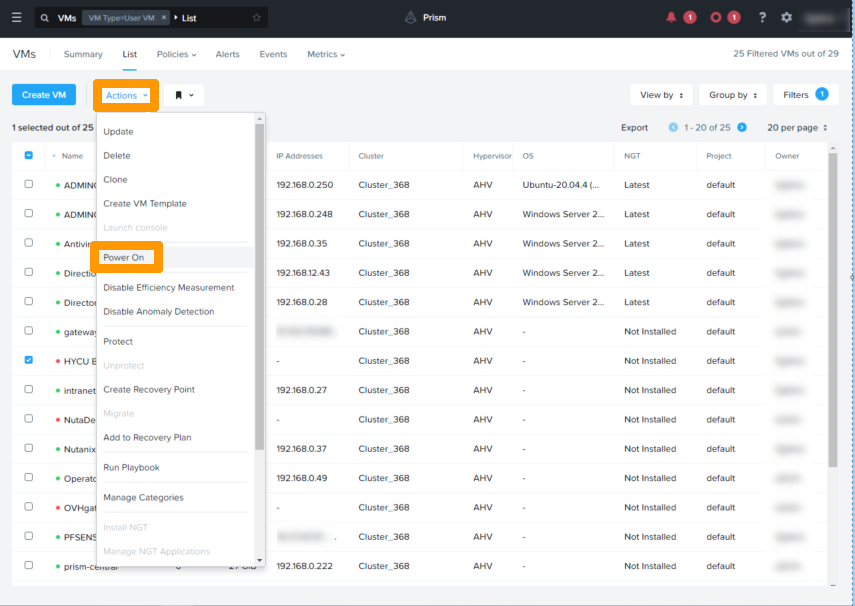 VMs VM Type=User VM × List Prism 1 1 ?
VMs Summary List Policies Alerts Events Metrics 25 Filtered VMs out of 29
Create VM Actions View by Group by Filters 1
1 selected out of 25 Export 1 - 20 of 25 20 per page
Name IP Addresses Cluster Hypervisor OS NGT Project Owner
Update
Delete
Clone
Create VM Template
Launch console
Power On
Disable Efficiency Measurement
Disable Anomaly Detection
Protect
Unprotect
Create Recovery Point
Migrate
Add to Recovery Plan
Run Playbook
Manage Categories
Install NGT
Manage NGT Applications
192.168.0.250 Cluster_368 AHV Ubuntu-20.04.4 (... Latest default
192.168.0.248 Cluster_368 AHV Windows Server 2... Latest default
Antivir 192.168.0.35 Cluster_368 AHV Windows Server 2... Latest default
Directio 192.168.12.43 Cluster_368 AHV Windows Server 2... Latest default
Director 192.168.0.28 Cluster_368 AHV Windows Server 2... Latest default
gateway Cluster_368 AHV - Not Installed default
HYCU B - Cluster_368 AHV - Not Installed default
intranet 192.168.0.27 Cluster_368 AHV - Not Installed default
NutaDe - Cluster_368 AHV - Not Installed default
Nutanix 192.168.0.37 Cluster_368 AHV - Not Installed default
Operato 192.168.0.49 Cluster_368 AHV - Not Installed default
OVHgat - Cluster_368 AHV - Not Installed default
PFSENS Cluster_368 AHV - Not Installed default
prism-central 192.168.0.222 Cluster_368 AHV - Not Installed default